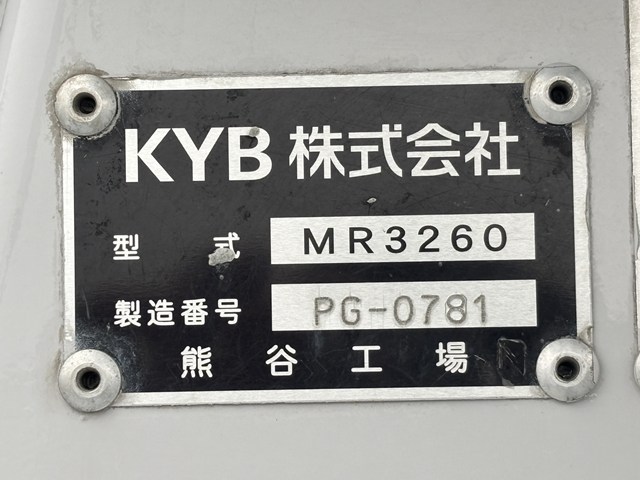 KYB 株式会社
型式 MR3260
製造番号 PG-0781
熊谷工場